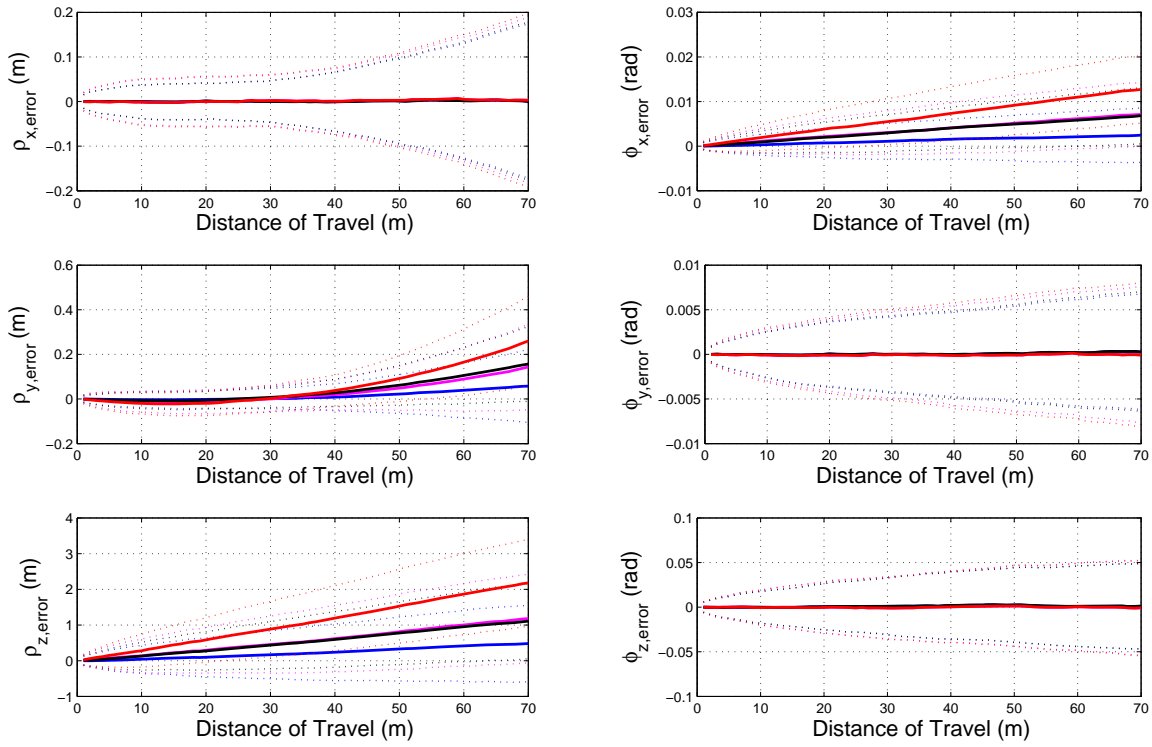 0.2
0.1
0
−0.1
−0.2
ρx,error (m)
0 10 20 30 40 50 60 70
Distance of Travel (m)
0.03
0.02
0.01
0
−0.01
ϕx,error (rad)
0 10 20 30 40 50 60 70
Distance of Travel (m)
0.6
0.4
0.2
0
−0.2
ρy,error (m)
0 10 20 30 40 50 60 70
Distance of Travel (m)
0.01
0.005
0
−0.005
−0.01
ϕy,error (rad)
0 10 20 30 40 50 60 70
Distance of Travel (m)
4
3
2
1
0
−1
ρz,error (m)
0 10 20 30 40 50 60 70
Distance of Travel (m)
0.1
0.05
0
−0.05
−0.1
ϕz,error (rad)
0 10 20 30 40 50 60 70
Distance of Travel (m)